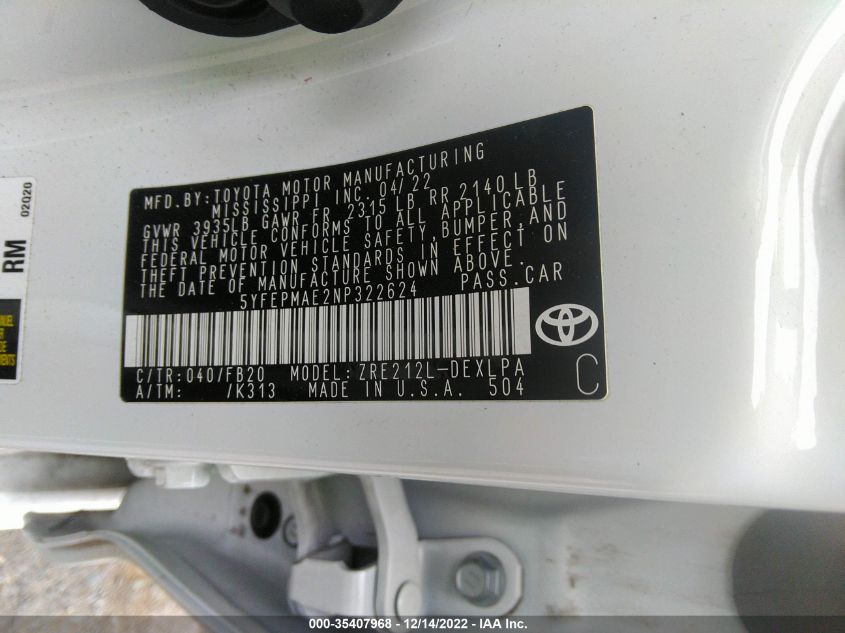 MFD.BY:TOYOTA MOTOR MANUFACTURING
MISSISSIPPI INC. 04/22
GVWR 3935LB GAWR FR 2315 LB RR 2140 LB
THIS VEHICLE CONFORMS TO ALL APPLICABLE
FEDERAL MOTOR VEHICLE SAFETY, BUMPER, AND
THEFT PREVENTION STANDARDS IN EFFECT ON
THE DATE OF MANUFACTURE SHOWN ABOVE.
5YFEPMAE2NP322624 PASS.CAR
C/TR:040/FB20 MODEL:ZRE212L-DEXLPA
A/TM: /K313 MADE IN U.S.A. 504
C
02020
RM
000-35407968 - 12/14/2022 - IAA Inc.